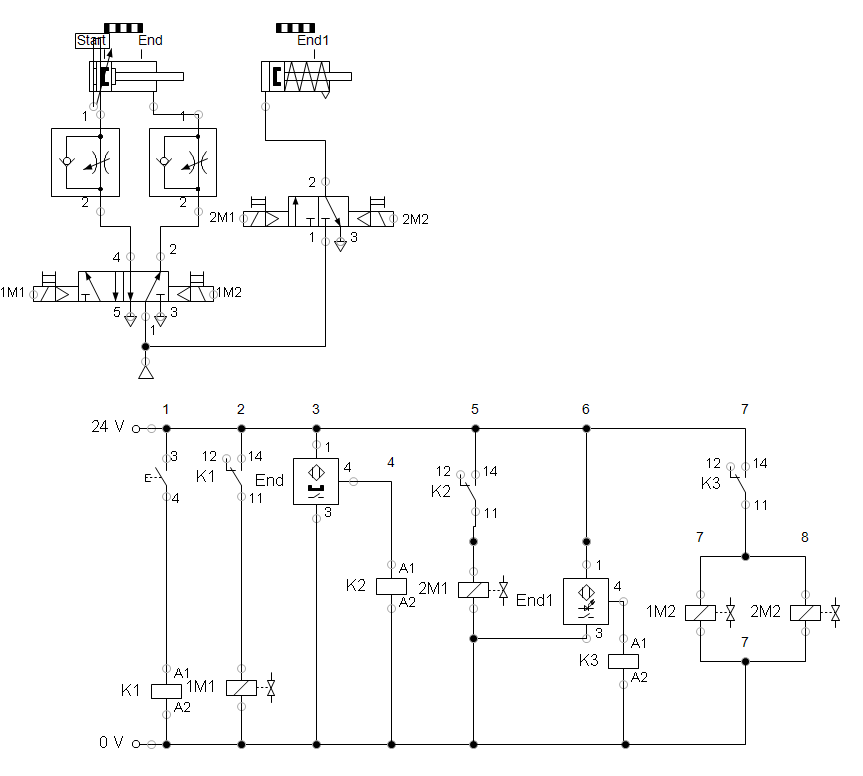 Start End End1
1 1
2 2
2
2M1 2M2
1 3
4 2
1M1 1M2
5 3
1
1 2 3 5 6 7
24 V
3 12 14 1 12 14 12 14
K1 End 4 4 K2 K3
4 11 3 11 11
7 8
A1 1
K2 2M1 End1 4 1M2 2M2
A2
3 A1 7
K3
A1 A2
K1 1M1
A2
0 V